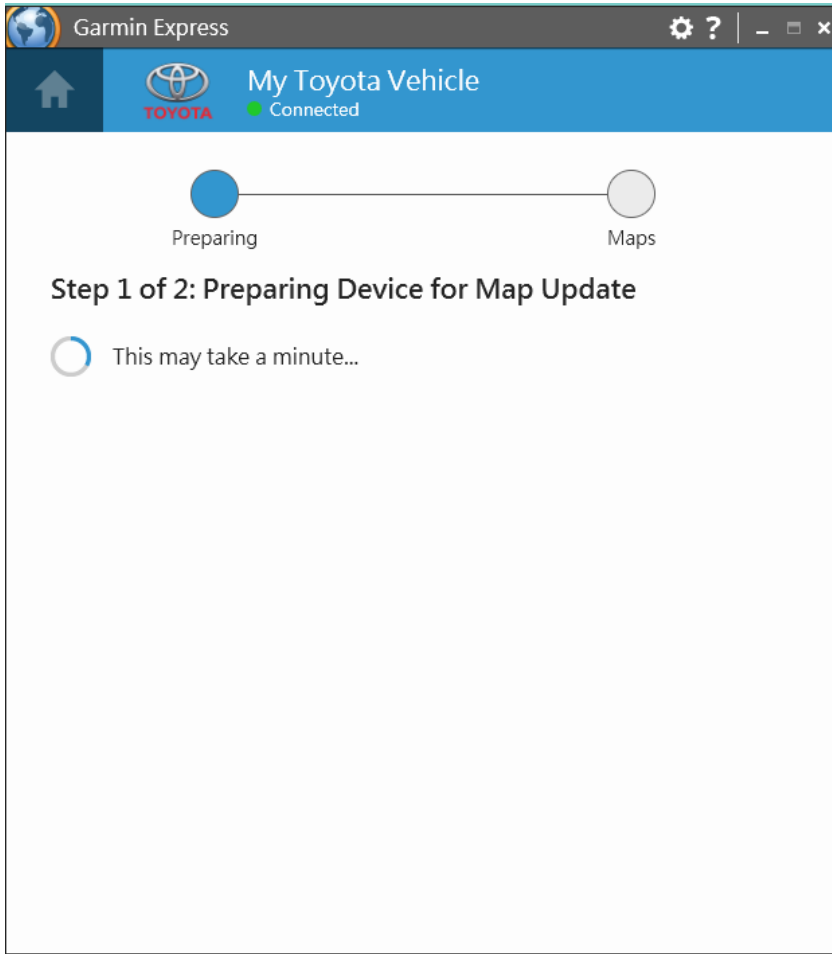 Garmin Express
?
TOYOTA
My Toyota Vehicle
Connected
Preparing
Maps
Step 1 of 2: Preparing Device for Map Update
This may take a minute...